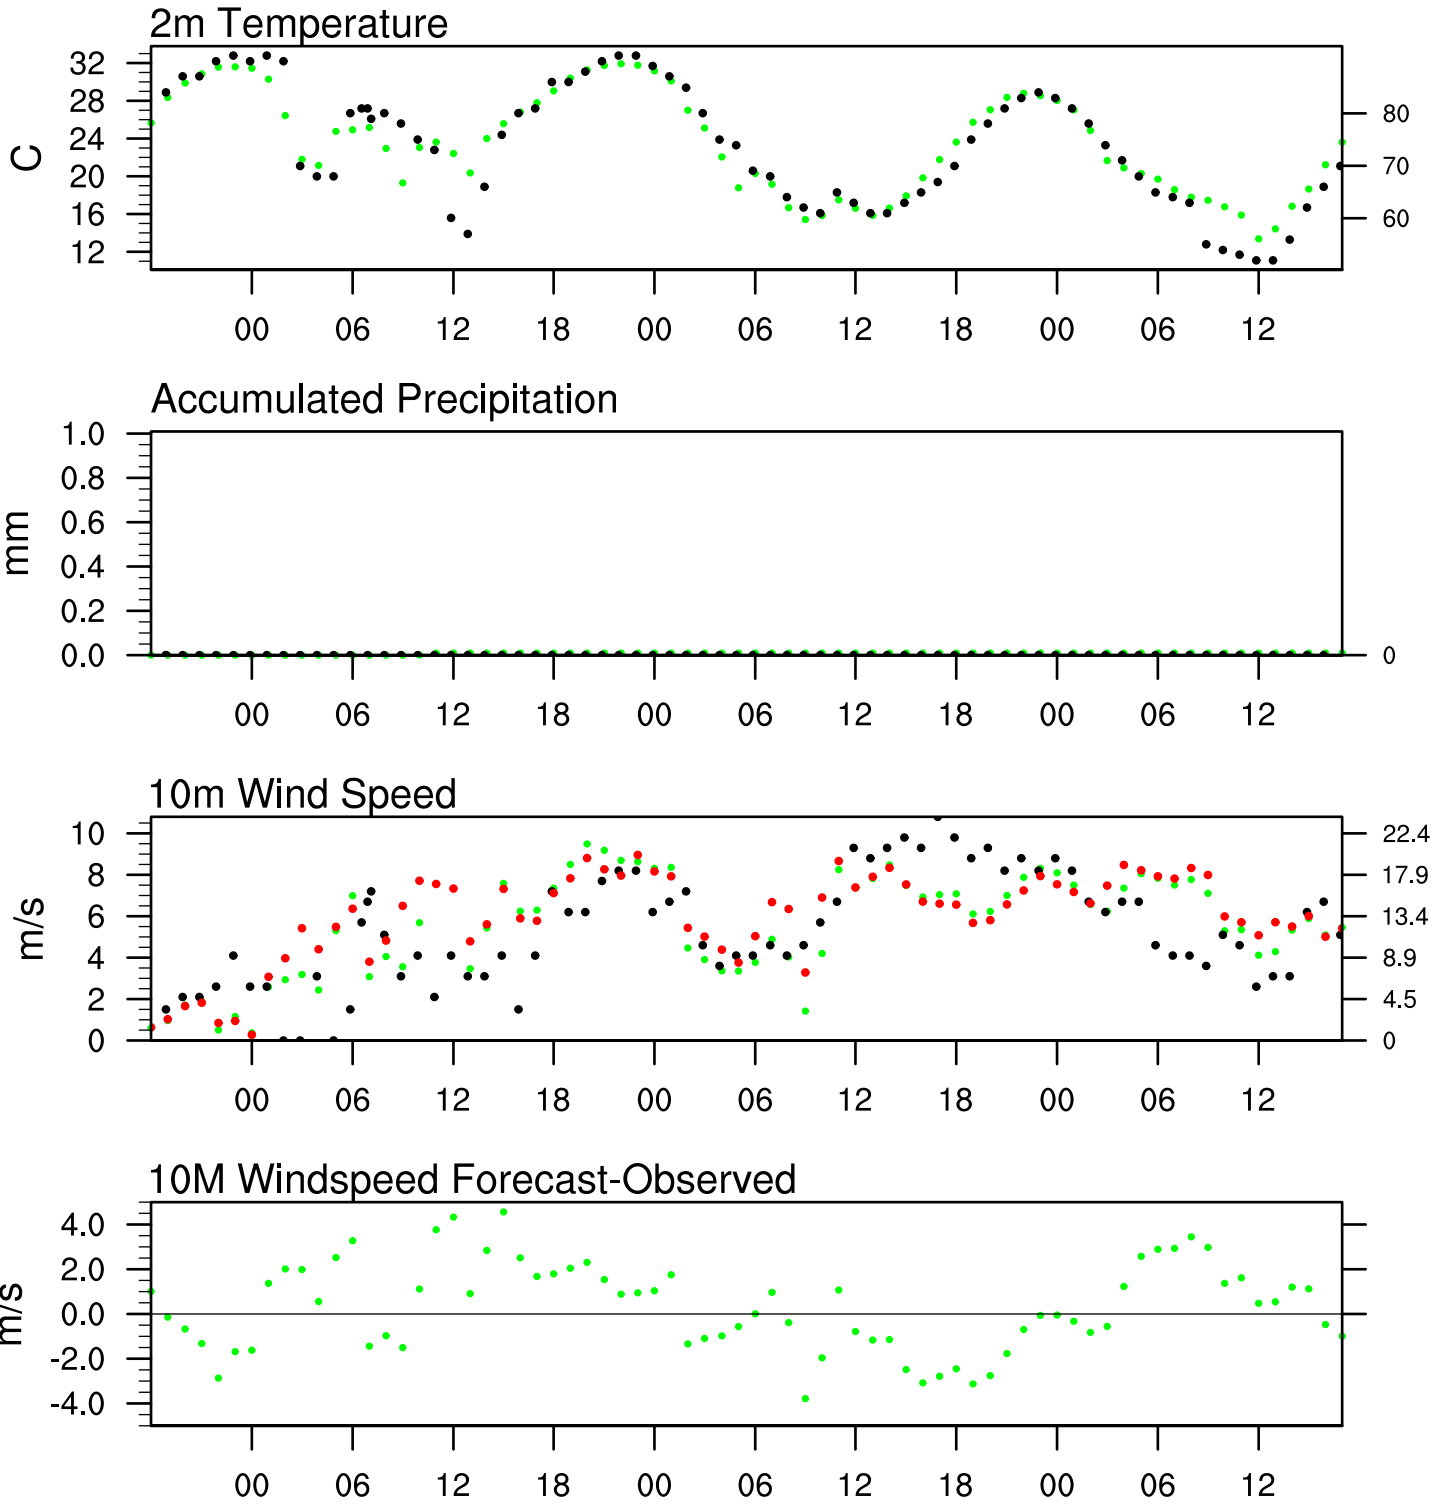 2m Temperature
32
28
24
20
16
12
C
80
70
60
00 06 12 18 00 06 12 18 00 06 12
Accumulated Precipitation
1.0
0.8
0.6
0.4
0.2
0.0
mm
0
00 06 12 18 00 06 12 18 00 06 12
10m Wind Speed
10
8
6
4
2
0
m/s
22.4
17.9
13.4
8.9
4.5
0
00 06 12 18 00 06 12 18 00 06 12
10M Windspeed Forecast-Observed
4.0
2.0
0.0
-2.0
-4.0
m/s
00 06 12 18 00 06 12 18 00 06 12